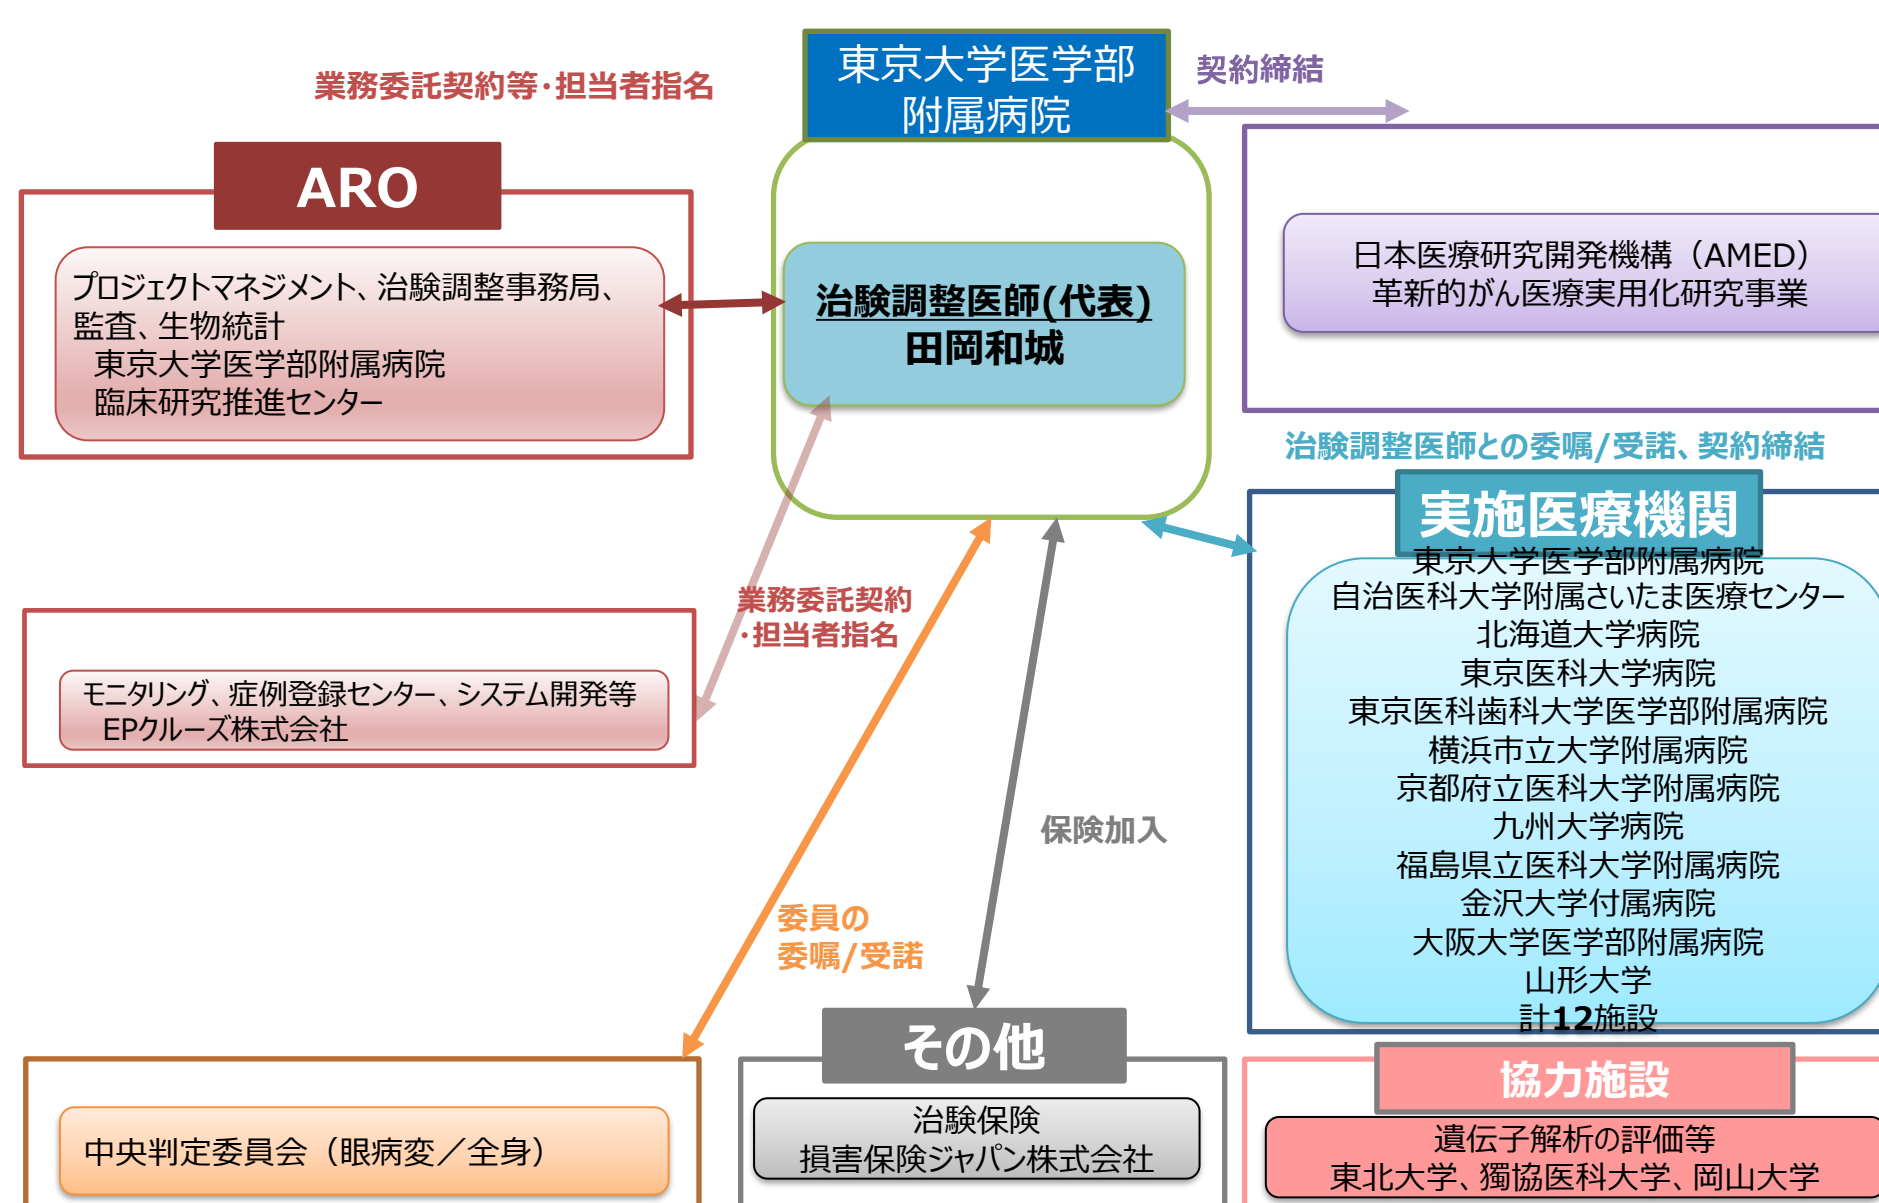 東京大学医学部
附属病院
業務委託契約等・担当者指名
契約締結
ARO
プロジェクトマネジメント、治験調整事務局、
監査、生物統計
東京大学医学部附属病院
臨床研究推進センター
治験調整医師(代表)
田岡和城
日本医療研究開発機構（AMED）
革新的がん医療実用化研究事業
治験調整医師との委嘱/受諾、契約締結
実施医療機関
東京大学医学部附属病院
自治医科大学附属さいたま医療センター
北海道大学病院
東京医科大学病院
東京医科歯科大学医学部附属病院
横浜市立大学附属病院
京都府立医科大学附属病院
九州大学病院
福島県立医科大学附属病院
金沢大学付属病院
大阪大学医学部附属病院
山形大学
計12施設
業務委託契約
・担当者指名
モニタリング、症例登録センター、システム開発等
EPクルーズ株式会社
保険加入
委員の
委嘱/受諾
その他
治験保険
損害保険ジャパン株式会社
中央判定委員会（眼病変／全身）
協力施設
遺伝子解析の評価等
東北大学、獨協医科大学、岡山大学